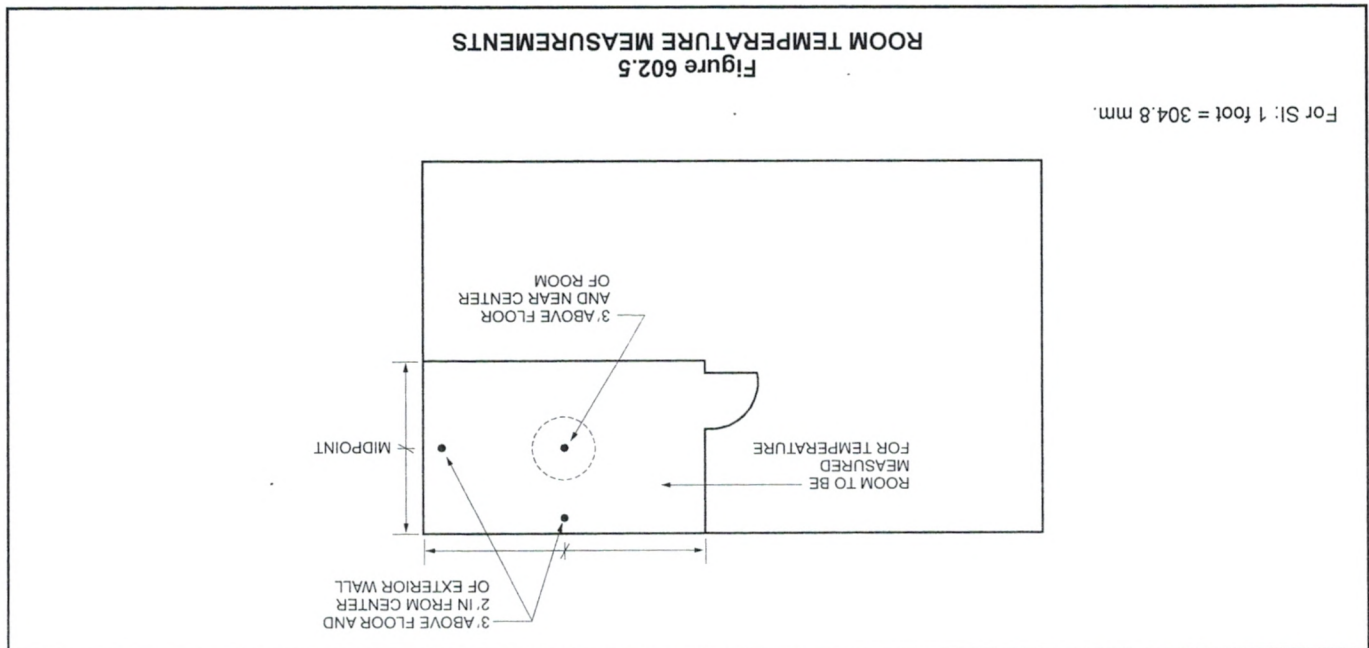 3' ABOVE FLOOR AND
2' IN FROM CENTER
OF EXTERIOR WALL
ROOM TO BE
MEASURED
FOR TEMPERATURE
MIDPOINT
3' ABOVE FLOOR
AND NEAR CENTER
OF ROOM
For SI: 1 foot = 304.8 mm.
Figure 602.5
ROOM TEMPERATURE MEASUREMENTS